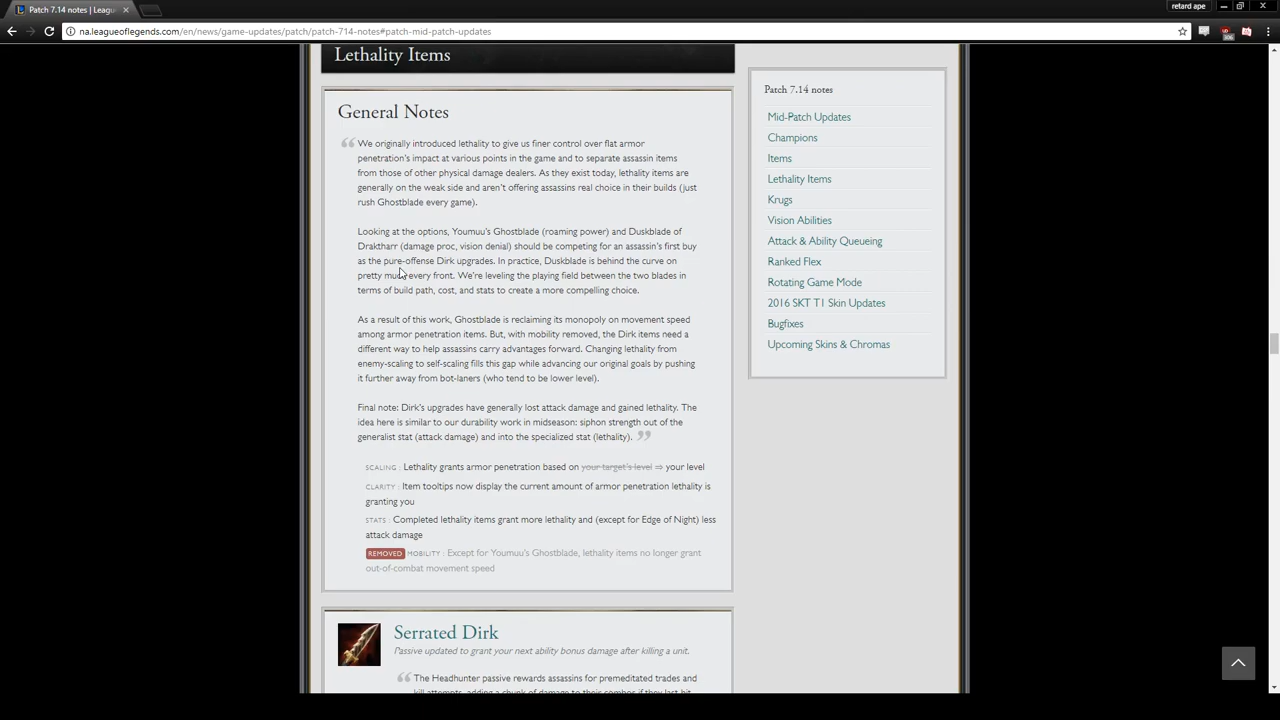 Patch 7.14 notes | Leagu
retard ape
na.leagueoflegends.com/en/news/game-updates/patch/patch-714-notes#patch-mid-patch-updates
Lethality Items
General Notes
We originally introduced lethality to give us finer control over flat armor
penetration's impact at various points in the game and to separate assassin items
from those of other physical damage dealers. As they exist today, lethality items are
generally on the weak side and aren't offering assassins real choice in their builds (just
rush Ghostblade every game).
Looking at the options, Youmuu's Ghostblade (roaming power) and Duskblade of
Draktharr (damage proc, vision denial) should be competing for an assassin's first buy
as the pure-offense Dirk upgrades. In practice, Duskblade is behind the curve on
pretty much every front. We're leveling the playing field between the two blades in
terms of build path, cost, and stats to create a more compelling choice.
As a result of this work, Ghostblade is reclaiming its monopoly on movement speed
among armor penetration items. But, with mobility removed, the Dirk items need a
different way to help assassins carry advantages forward. Changing lethality from
enemy-scaling to self-scaling fills this gap while advancing our original goals by pushing
it further away from bot-laners (who tend to be lower level).
Final note: Dirk's upgrades have generally lost attack damage and gained lethality. The
idea here is similar to our durability work in midseason: siphon strength out of the
generalist stat (attack damage) and into the specialized stat (lethality).
SCALING : Lethality grants armor penetration based on your target's level ⇒ your level
CLARITY : Item tooltips now display the current amount of armor penetration lethality is
granting you
STATS : Completed lethality items grant more lethality and (except for Edge of Night) less
attack damage
REMOVED MOBILITY : Except for Youmuu's Ghostblade, lethality items no longer grant
out-of-combat movement speed
Serrated Dirk
Passive updated to grant your next ability bonus damage after killing a unit.
The Headhunter passive rewards assassins for premeditated trades and
kill attempts, adding a chunk of damage to their combos if they last-hit
Patch 7.14 notes
Mid-Patch Updates
Champions
Items
Lethality Items
Krugs
Vision Abilities
Attack & Ability Queueing
Ranked Flex
Rotating Game Mode
2016 SKT T1 Skin Updates
Bugfixes
Upcoming Skins & Chromas